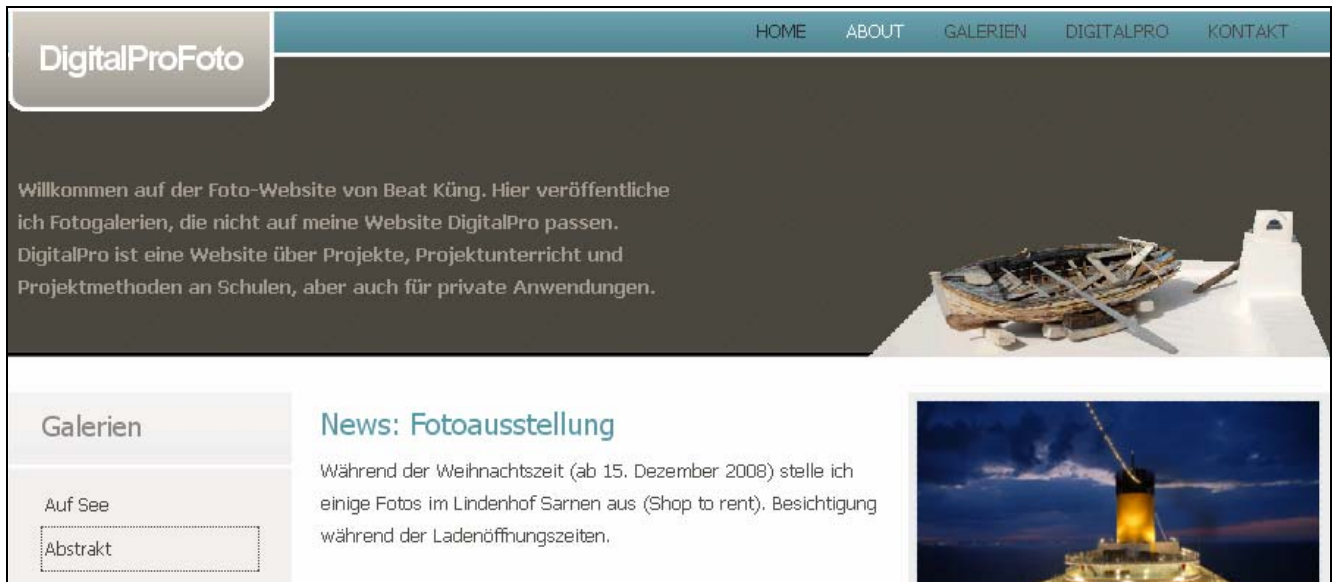 DigitalProFoto
HOME ABOUT GALERIEN DIGITALPRO KONTAKT
Willkommen auf der Foto-Website von Beat Küng. Hier veröffentliche
ich Fotogalerien, die nicht auf meine Website DigitalPro passen.
DigitalPro ist eine Website über Projekte, Projektunterricht und
Projektmethoden an Schulen, aber auch für private Anwendungen.
Galerien
Auf See
Abstrakt
News: Fotoausstellung
Während der Weihnachtszeit (ab 15. Dezember 2008) stelle ich
einige Fotos im Lindenhof Sarnen aus (Shop to rent). Besichtigung
während der Ladenöffnungszeiten.